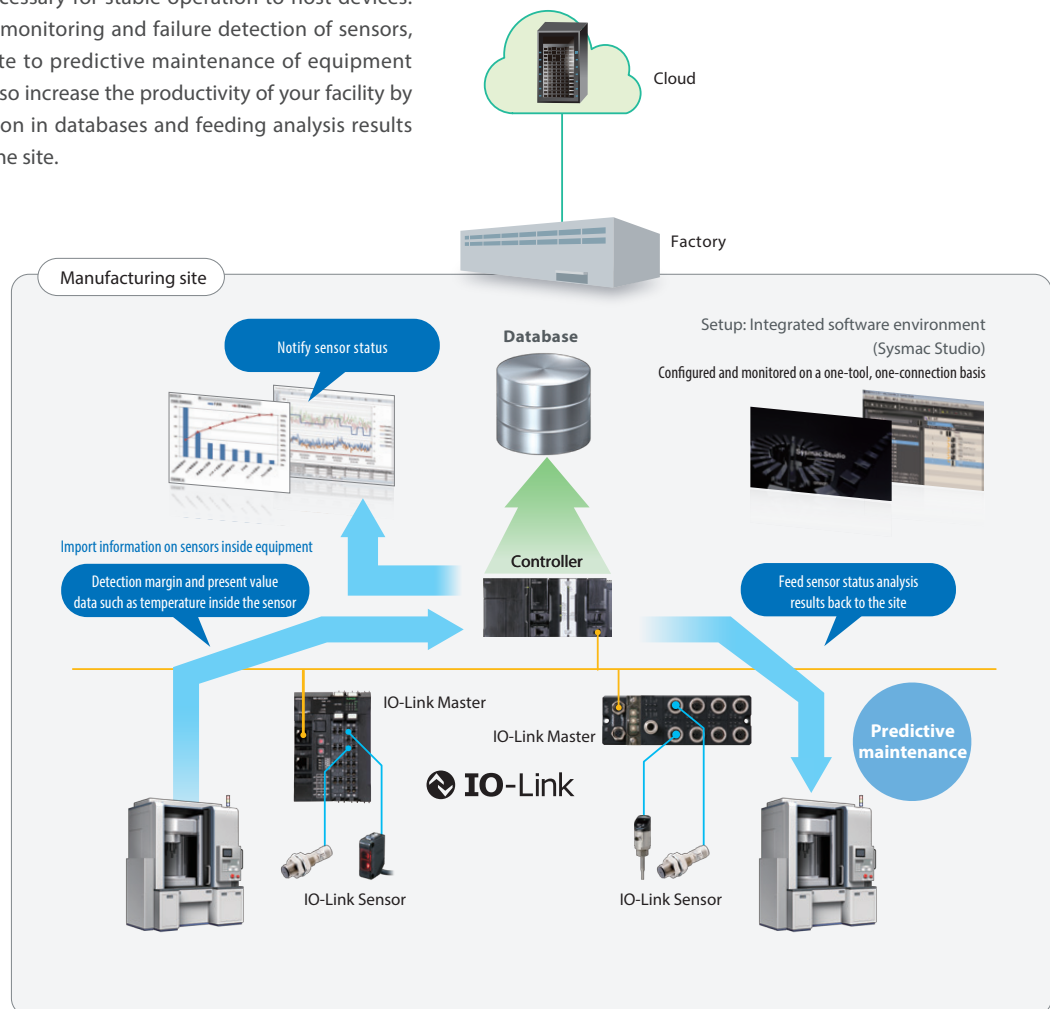 cessary for stable operation to host devices.
monitoring and failure detection of sensors,
te to predictive maintenance of equipment
so increase the productivity of your facility by
on in databases and feeding analysis results
ne site.
Cloud
Factory
Manufacturing site
Notify sensor status
Database
Setup: Integrated software environment
(Sysmac Studio)
Configured and monitored on a one-tool, one-connection basis
Sysmac Studio
Import information on sensors inside equipment
Detection margin and present value
data such as temperature inside the sensor
Controller
Feed sensor status analysis
results back to the site
IO-Link Master
IO-Link Master
Predictive
maintenance
IO-Link
IO-Link Sensor
IO-Link Sensor